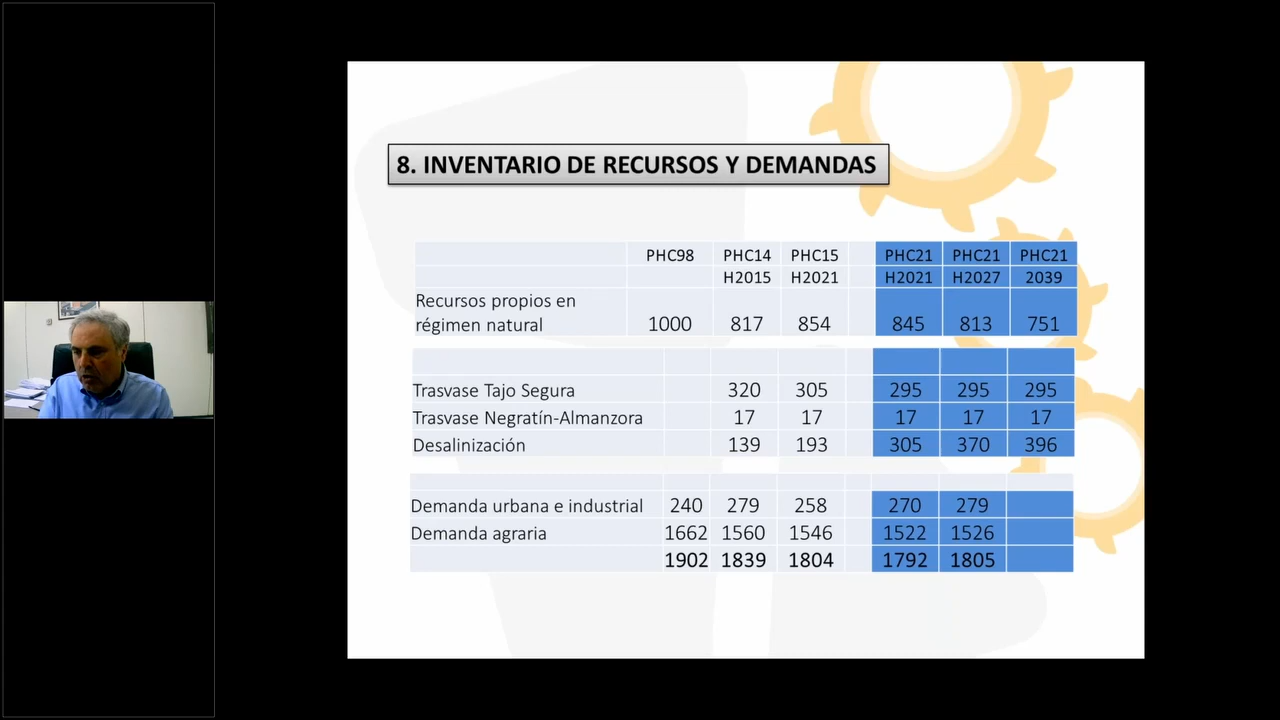 8. INVENTARIO DE RECURSOS Y DEMANDAS
PHC98 PHC14 PHC15 PHC21 PHC21 PHC21
H2015 H2021 H2021 H2027 2039
Recursos propios en
régimen natural 1000 817 854 845 813 751
Trasvase Tajo Segura 320 305 295 295 295
Trasvase Negratín-Almanzora 17 17 17 17 17
Desalinización 139 193 305 370 396
Demanda urbana e industrial 240 279 258 270 279
Demanda agraria 1662 1560 1546 1522 1526
1902 1839 1804 1792 1805